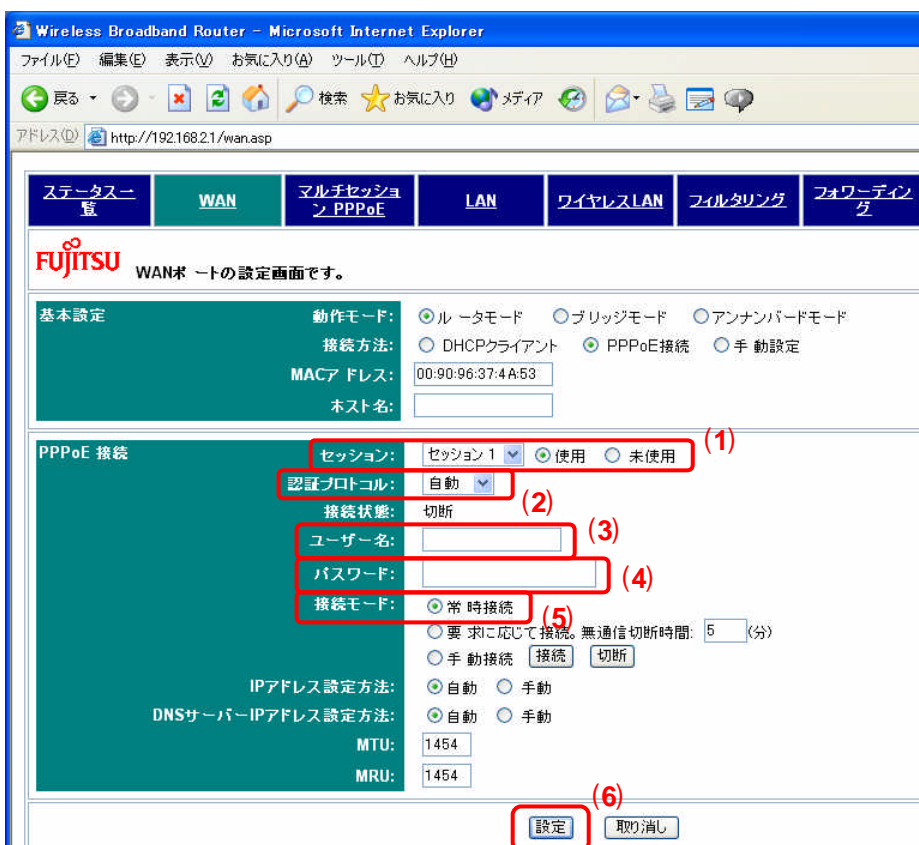 Wireless Broadband Router - Microsoft Internet Explorer
ファイル(F) 編集(E) 表示(V) お気に入り(A) ツール(T) ヘルプ(H)
戻る 検索 お気に入り メディア
アドレス(D) http://192.168.2.1/wan.asp
ステータス一覧 WAN マルチセッション PPPoE LAN ワイヤレスLAN フィルタリング フォワーディング
FUJITSU WANポ ートの設定画面です。
基本設定 動作モード: ル ータモード ブリッジモード アンナンバードモード
接続方法: DHCPクライアント PPPoE接続 手 動設定
MACア ドレス: 00:90:96:37:4A:53
ホスト名:
PPPoE 接続 セッション: セッション 1 使用 未使用 (1)
認証プロトコル: 自動 (2)
接続状態: 切断
ユーザー名: (3)
パスワード: (4)
接続モード: 常 時接続 (5)
要 求に応じて接続。無通信切断時間: 5 (分)
手 動接続 接続 切断
IPアドレス設定方法: 自動 手動
DNSサーバーIPアドレス設定方法: 自動 手動
MTU: 1454
MRU: 1454
(6)
設定 取り消し